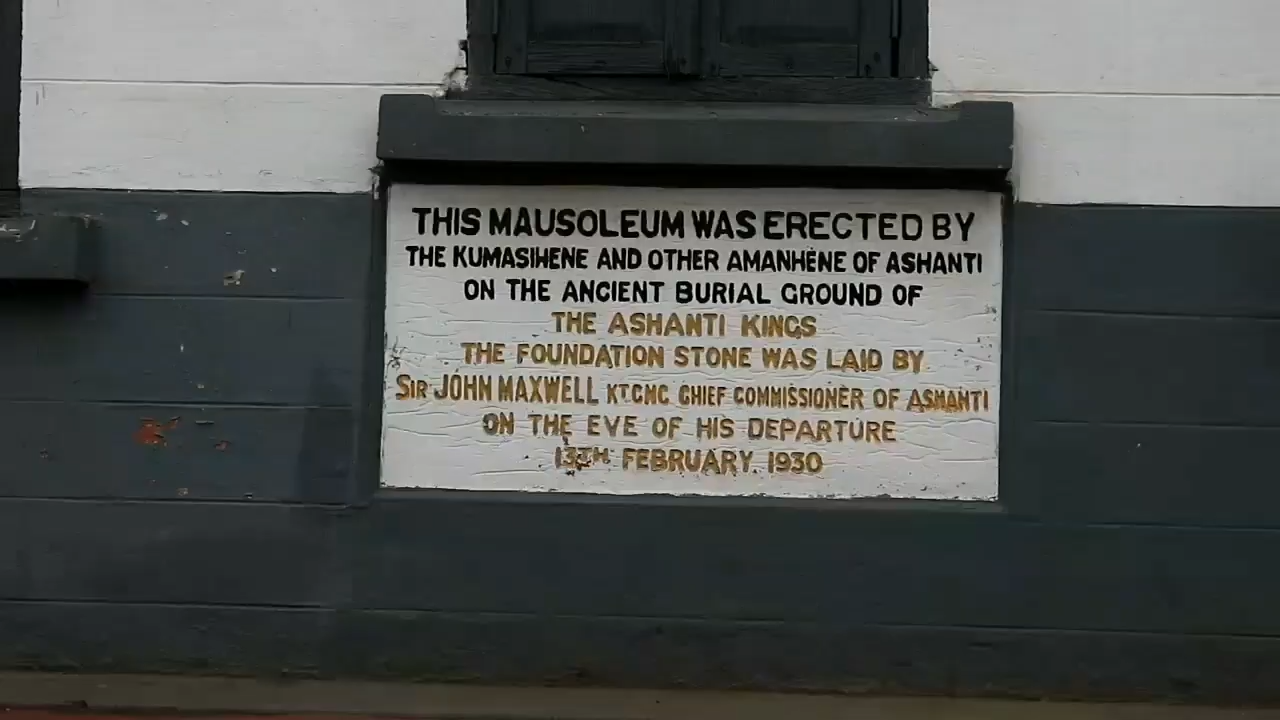 THIS MAUSOLEUM WAS ERECTED BY
THE KUMASIHENE AND OTHER AMANHENE OF ASHANTI
ON THE ANCIENT BURIAL GROUND OF
THE ASHANTI KINGS
THE FOUNDATION STONE WAS LAID BY
SIR JOHN MAXWELL KT.CMG. CHIEF COMMISSIONER OF ASHANTI
ON THE EVE OF HIS DEPARTURE
13TH FEBRUARY. 1930